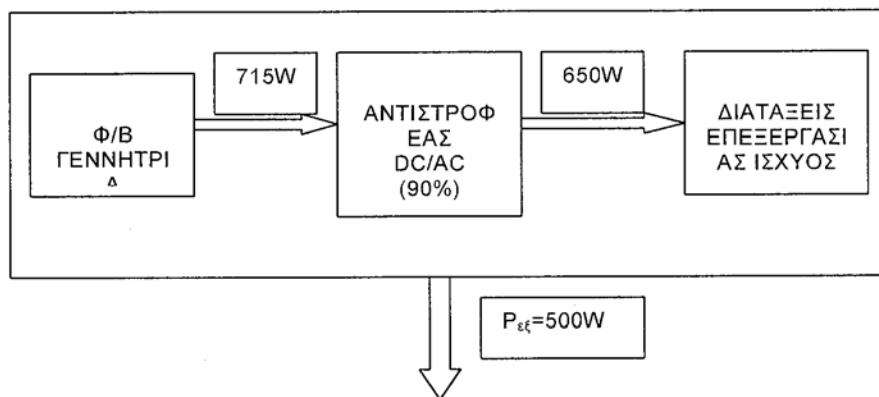 715W
650W
Φ/Β
ΓΕΝΝΗΤΡΙ
Δ
ΑΝΤΙΣΤΡΟΦ
ΕΑΣ
DC/AC
(90%)
ΔΙΑΤΑΞΕΙΣ
ΕΠΕΞΕΡΓΑΣΙ
ΑΣ ΙΣΧΥΟΣ
Pεξ=500W